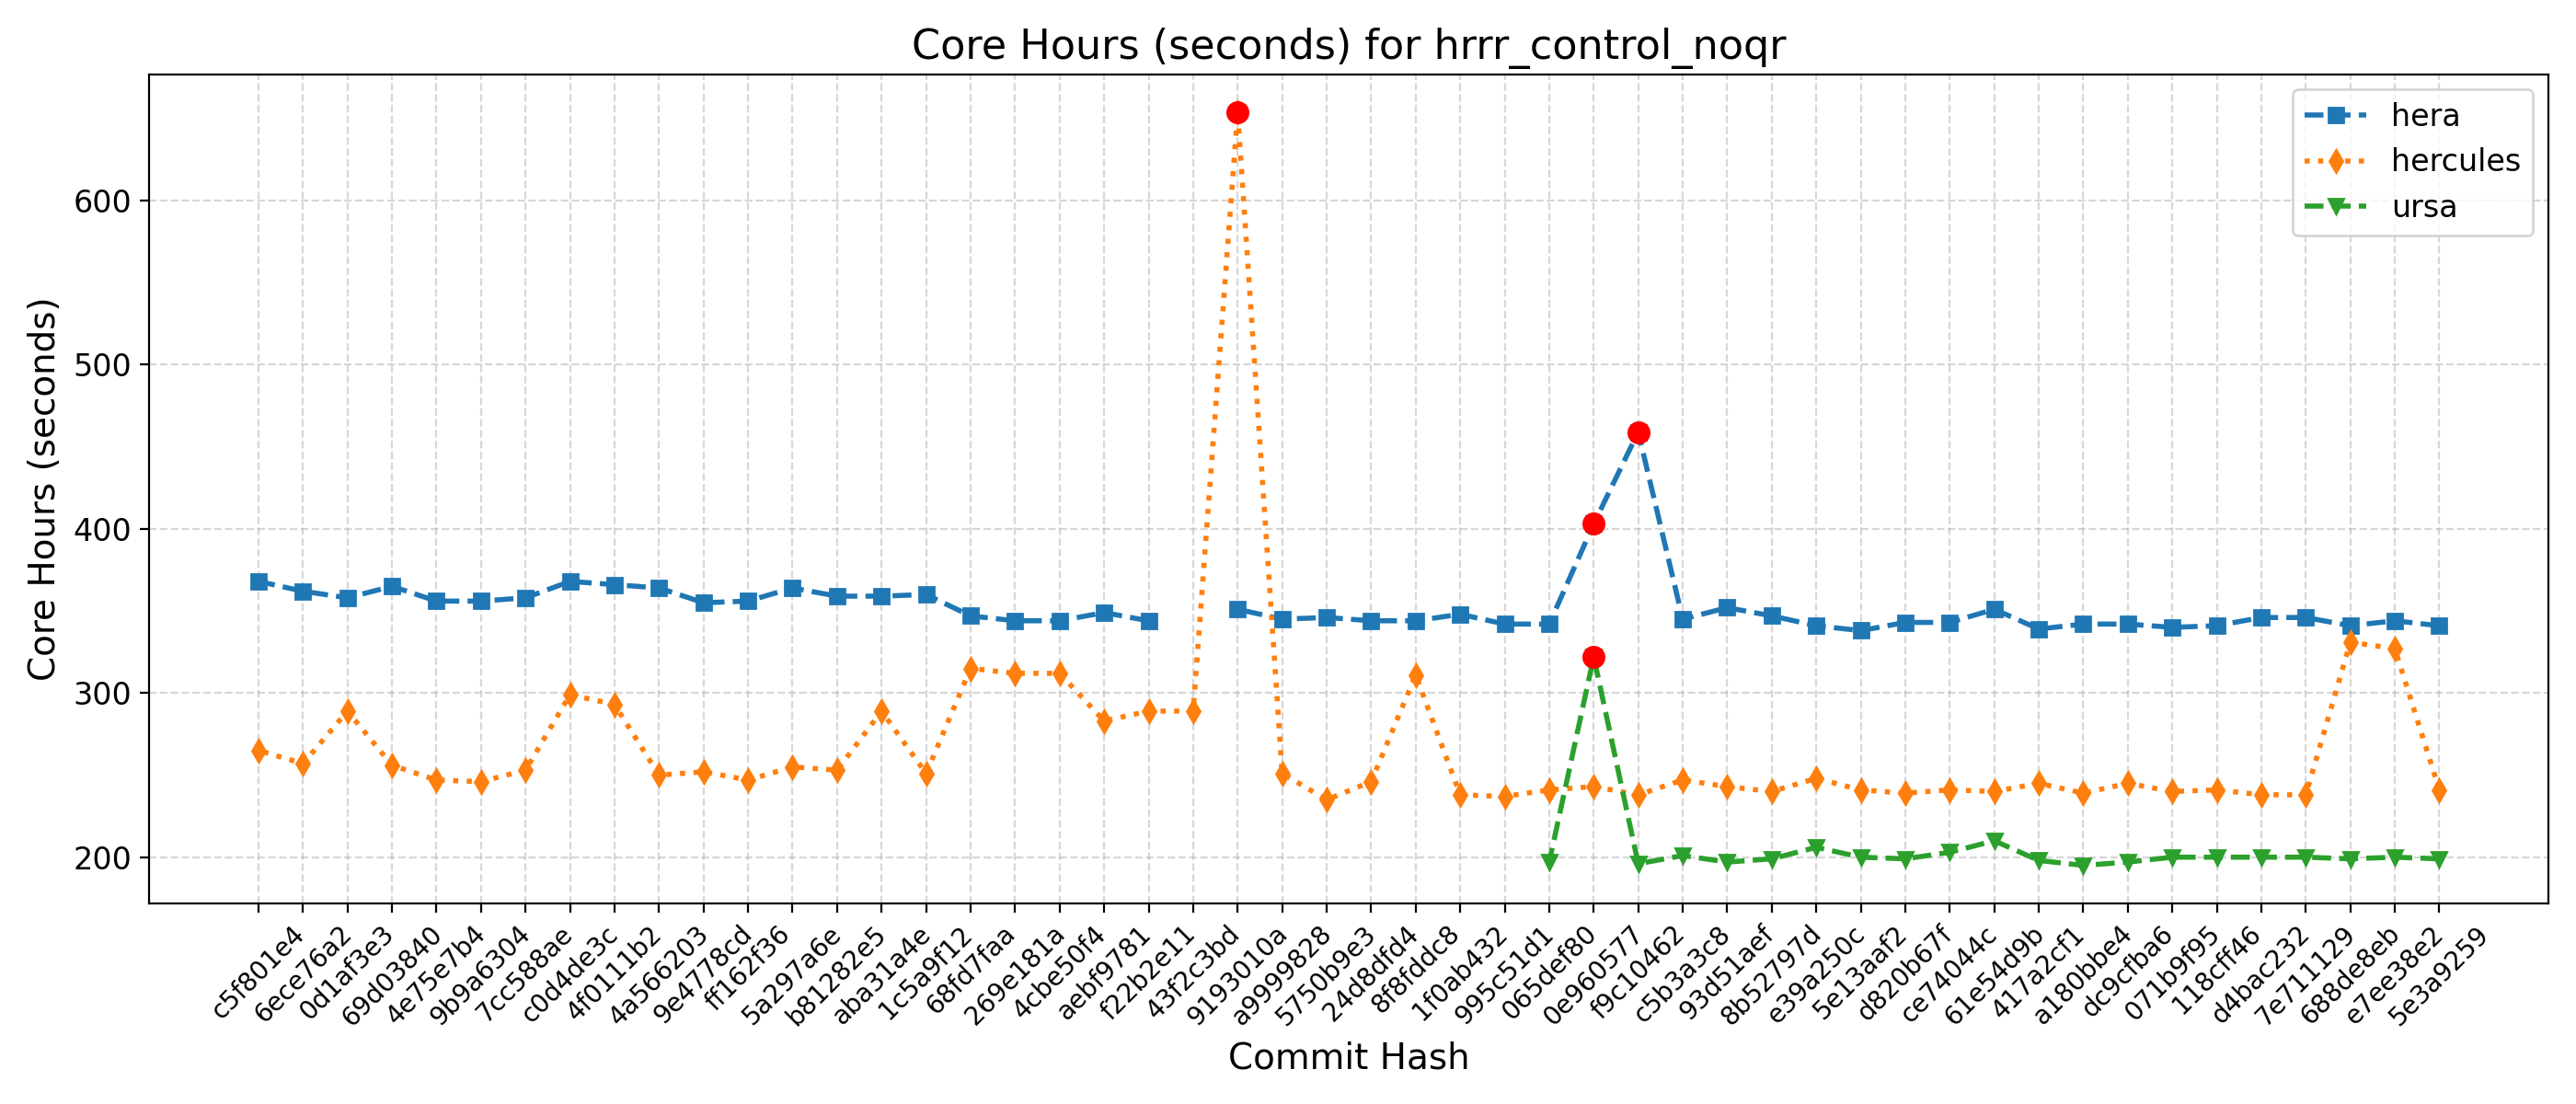 Core Hours (seconds) for hrrr_control_noqr
hera
hercules
ursa
Core Hours (seconds)
600
500
400
300
200
c5f801e4
6ece76a2
0d1af3e3
69d03840
4e75e7b4
9b9a6304
7cc588ae
c0d4de3c
4f0111b2
4a566203
9e4778cd
ff162f36
5a297a6e
b81282e5
aba31a4e
1c5a9f12
68fd7faa
269e181a
4cbe50f4
aebf9781
f22b2e11
43f2c3bd
9193010a
a9999828
5750b9e3
24d8dfd4
8f8fddc8
1f0ab432
995c51d1
065def80
0e960577
f9c10462
c5b3a3c8
93d51aef
8b52797d
e39a250c
5e13aaf2
d820b67f
ce74044c
61e54d9b
417a2cf1
a180bbe4
dc9cfba6
071b9f95
118cff46
d4bac232
7e711129
688de8eb
e7ee38e2
5e3a9259
Commit Hash